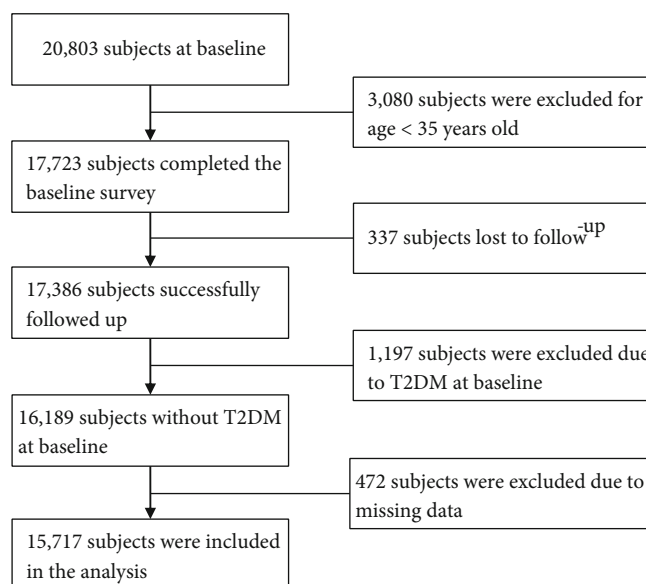 20,803 subjects at baseline
3,080 subjects were excluded for
age < 35 years old
17,723 subjects completed the
baseline survey
337 subjects lost to follow-up
17,386 subjects successfully
followed up
1,197 subjects were excluded due
to T2DM at baseline
16,189 subjects without T2DM
at baseline
472 subjects were excluded due to
missing data
15,717 subjects were included
in the analysis